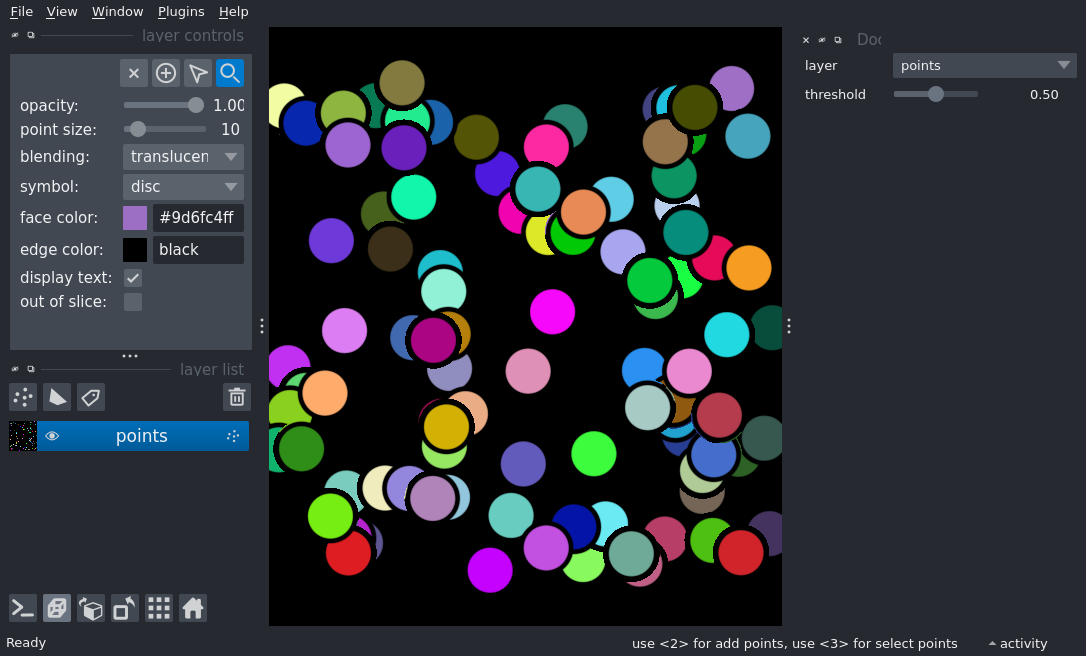 File View Window Plugins Help
layer controls
opacity: 1.00
point size: 10
blending: translucen
symbol: disc
face color: #9d6fc4ff
edge color: black
display text:
out of slice:
layer list
points
Ready
Doc
layer points
threshold 0.50
use <2> for add points, use <3> for select points
activity